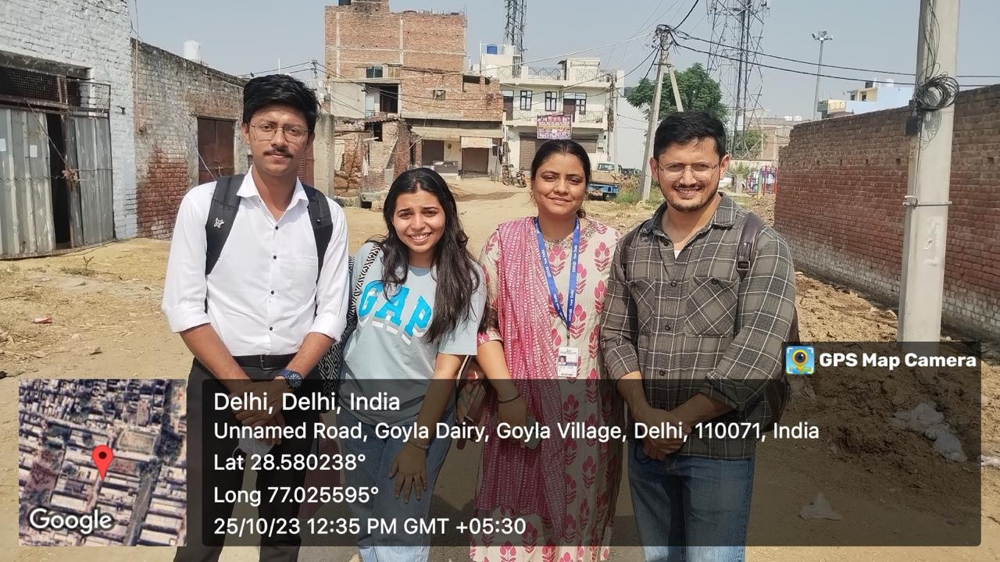 GAP
GPS Map Camera
Delhi, Delhi, India
Unnamed Road, Goyla Dairy, Goyla Village, Delhi, 110071, India
Lat 28.580238°
Long 77.025595°
25/10/23 12:35 PM GMT +05:30
Google